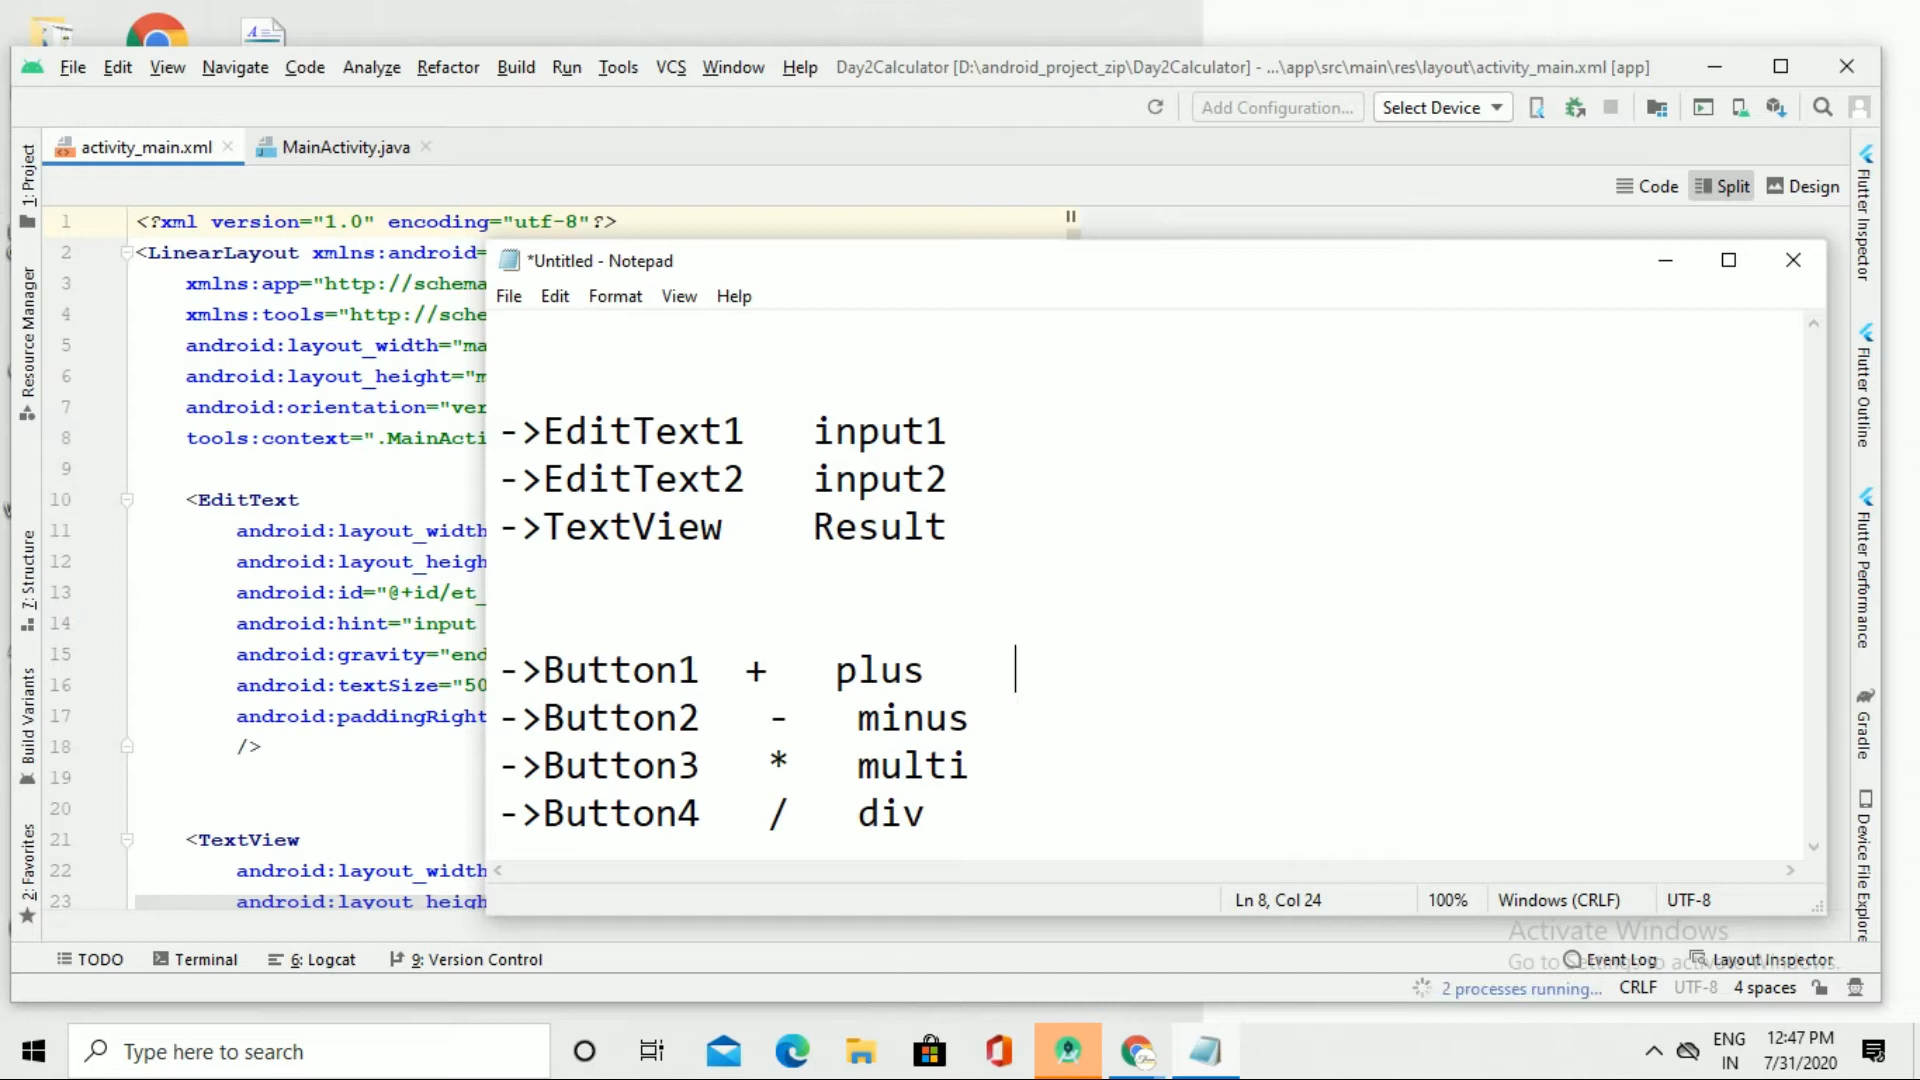 File Edit View Navigate Code Analyze Refactor Build Run Tools VCS Window Help Day2Calculator [D:\android_project_zip\Day2Calculator] - ...\app\src\main\res\layout\activity_main.xml [app]
Add Configuration... Select Device
activity_main.xml MainActivity.java
Code Split Design
1 <?xml version="1.0" encoding="utf-8"?>
2 <LinearLayout xmlns:android=
3 xmlns:app="http://schema
4 xmlns:tools="http://sche
5 android:layout_width="ma
6 android:layout_height="m
7 android:orientation="ver
8 tools:context=".MainActi
9
10 <EditText
11 android:layout_width
12 android:layout_heigh
13 android:id="@+id/et_
14 android:hint="input
15 android:gravity="end
16 android:textSize="50
17 android:paddingRight
18 />
19
20
21 <TextView
22 android:layout_width
23 android:layout_heigh
1: Project
Resource Manager
7: Structure
Build Variants
2: Favorites
*Untitled - Notepad
File Edit Format View Help
->EditText1 input1
->EditText2 input2
->TextView Result
->Button1 + plus
->Button2 - minus
->Button3 * multi
->Button4 / div
Ln 8, Col 24 100% Windows (CRLF) UTF-8
Flutter Inspector
Flutter Outline
Flutter Performance
Gradle
Device File Explore
Activate Windows
Go to Settings to activate Windows.
TODO Terminal 6: Logcat 9: Version Control Event Log Layout Inspector
2 processes running... CRLF UTF-8 4 spaces
Type here to search
ENG
IN
12:47 PM
7/31/2020